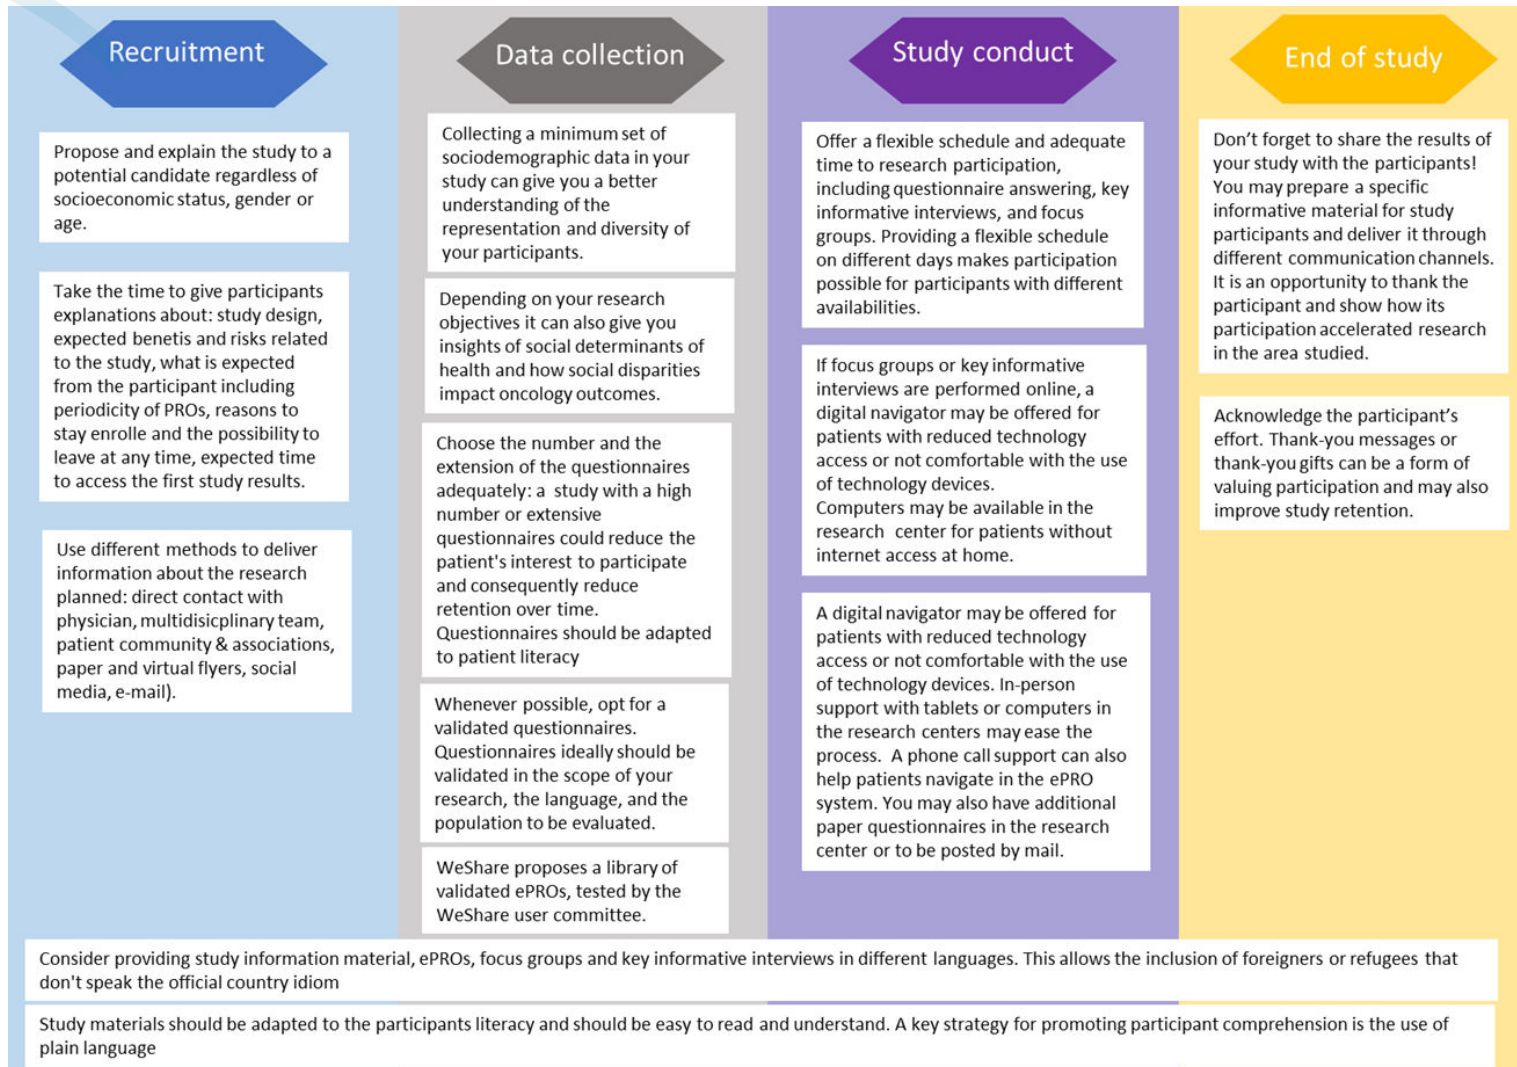 Recruitment
Propose and explain the study to a
potential candidate regardless of
socioeconomic status, gender or
age.
Take the time to give participants
explanations about: study design,
expected benetis and risks related
to the study, what is expected
from the participant including
periodicity of PROs, reasons to
stay enrolle and the possibility to
leave at any time, expected time
to access the first study results.
Use different methods to deliver
information about the research
planned: direct contact with
physician, multidisicplinary team,
patient community & associations,
paper and virtual flyers, social
media, e-mail).
Data collection
Collecting a minimum set of
sociodemographic data in your
study can give you a better
understanding of the
representation and diversity of
your participants.
Depending on your research
objectives it can also give you
insights of social determinants of
health and how social disparities
impact oncology outcomes.
Choose the number and the
extension of the questionnaires
adequately: a study with a high
number or extensive
questionnaires could reduce the
patient's interest to participate
and consequently reduce
retention over time.
Questionnaires should be adapted
to patient literacy
Whenever possible, opt for a
validated questionnaires.
Questionnaires ideally should be
validated in the scope of your
research, the language, and the
population to be evaluated.
WeShare proposes a library of
validated ePROs, tested by the
WeShare user committee.
Study conduct
Offer a flexible schedule and adequate
time to research participation,
including questionnaire answering, key
informative interviews, and focus
groups. Providing a flexible schedule
on different days makes participation
possible for participants with different
availabilities.
If focus groups or key informative
interviews are performed online, a
digital navigator may be offered for
patients with reduced technology
access or not comfortable with the use
of technology devices.
Computers may be available in the
research center for patients without
internet access at home.
A digital navigator may be offered for
patients with reduced technology
access or not comfortable with the use
of technology devices. In-person
support with tablets or computers in
the research centers may ease the
process. A phone call support can also
help patients navigate in the ePRO
system. You may also have additional
paper questionnaires in the research
center or to be posted by mail.
End of study
Don’t forget to share the results of
your study with the participants!
You may prepare a specific
informative material for study
participants and deliver it through
different communication channels.
It is an opportunity to thank the
participant and show how its
participation accelerated research
in the area studied.
Acknowledge the participant’s
effort. Thank-you messages or
thank-you gifts can be a form of
valuing participation and may also
improve study retention.
Consider providing study information material, ePROs, focus groups and key informative interviews in different languages. This allows the inclusion of foreigners or refugees that
don't speak the official country idiom
Study materials should be adapted to the participants literacy and should be easy to read and understand. A key strategy for promoting participant comprehension is the use of
plain language